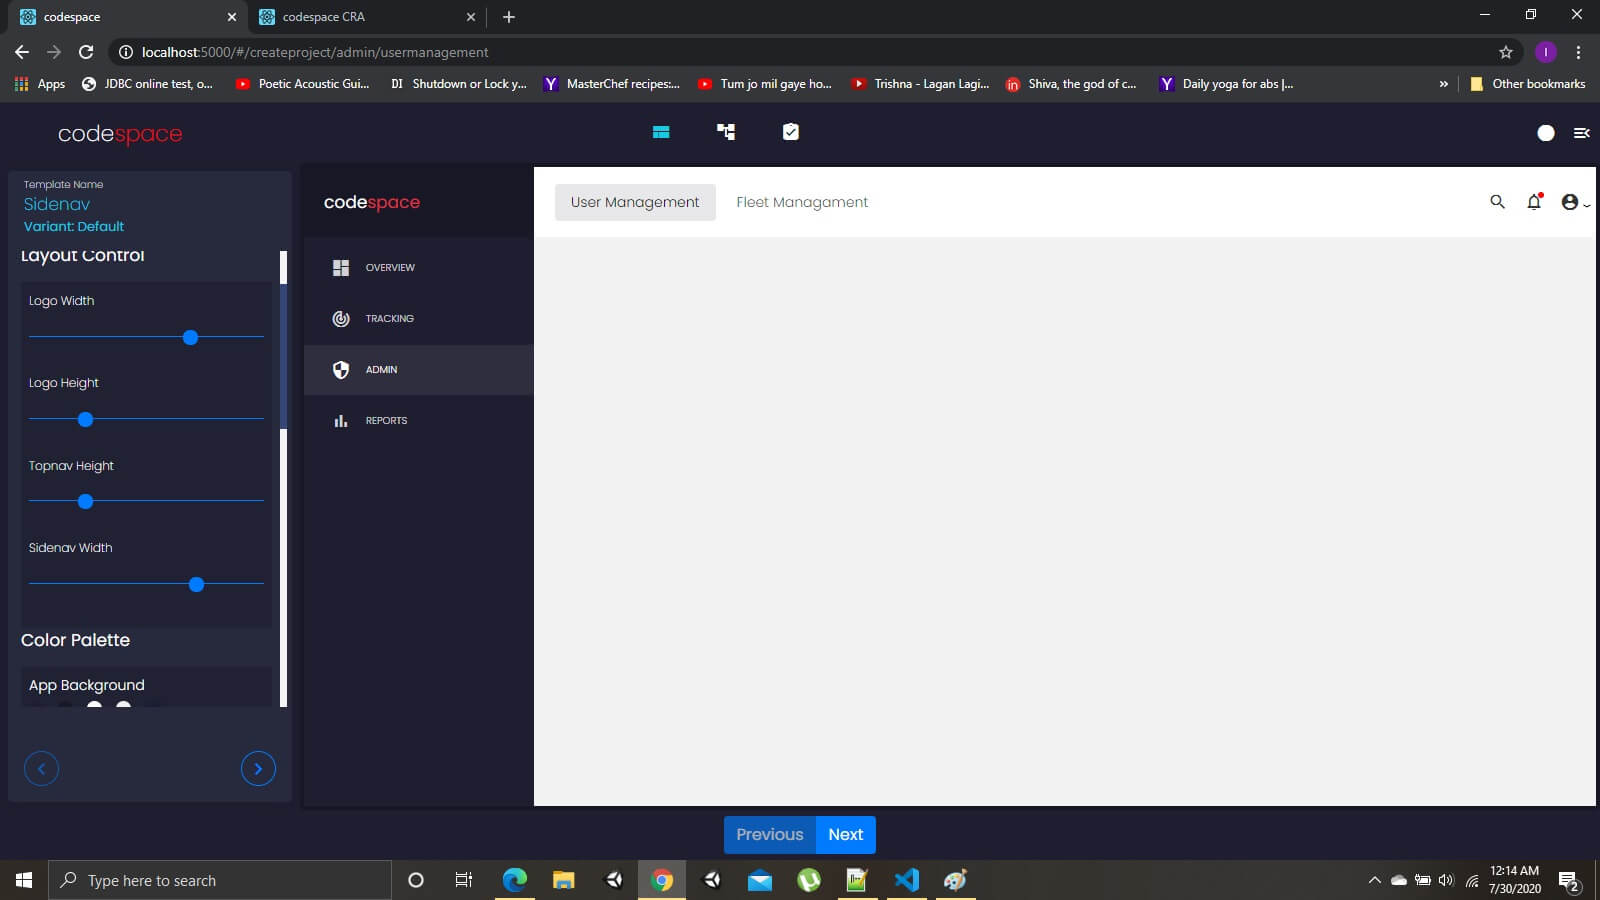 codespace
codespace CRA
localhost:5000/#/createproject/admin/usermanagement
Apps
JDBC online test, o...
Poetic Acoustic Gui...
DI Shutdown or Lock y...
MasterChef recipes:...
Tum jo mil gaye ho...
Trishna - Lagan Lagi...
Shiva, the god of c...
Daily yoga for abs |...
»
Other bookmarks
codespace
Template Name
Sidenav
Variant: Default
Layout Control
Logo Width
Logo Height
Topnav Height
Sidenav Width
Color Palette
App Background
codespace
OVERVIEW
TRACKING
ADMIN
REPORTS
User Management
Fleet Managament
Previous
Next
Type here to search
12:14 AM
7/30/2020
2